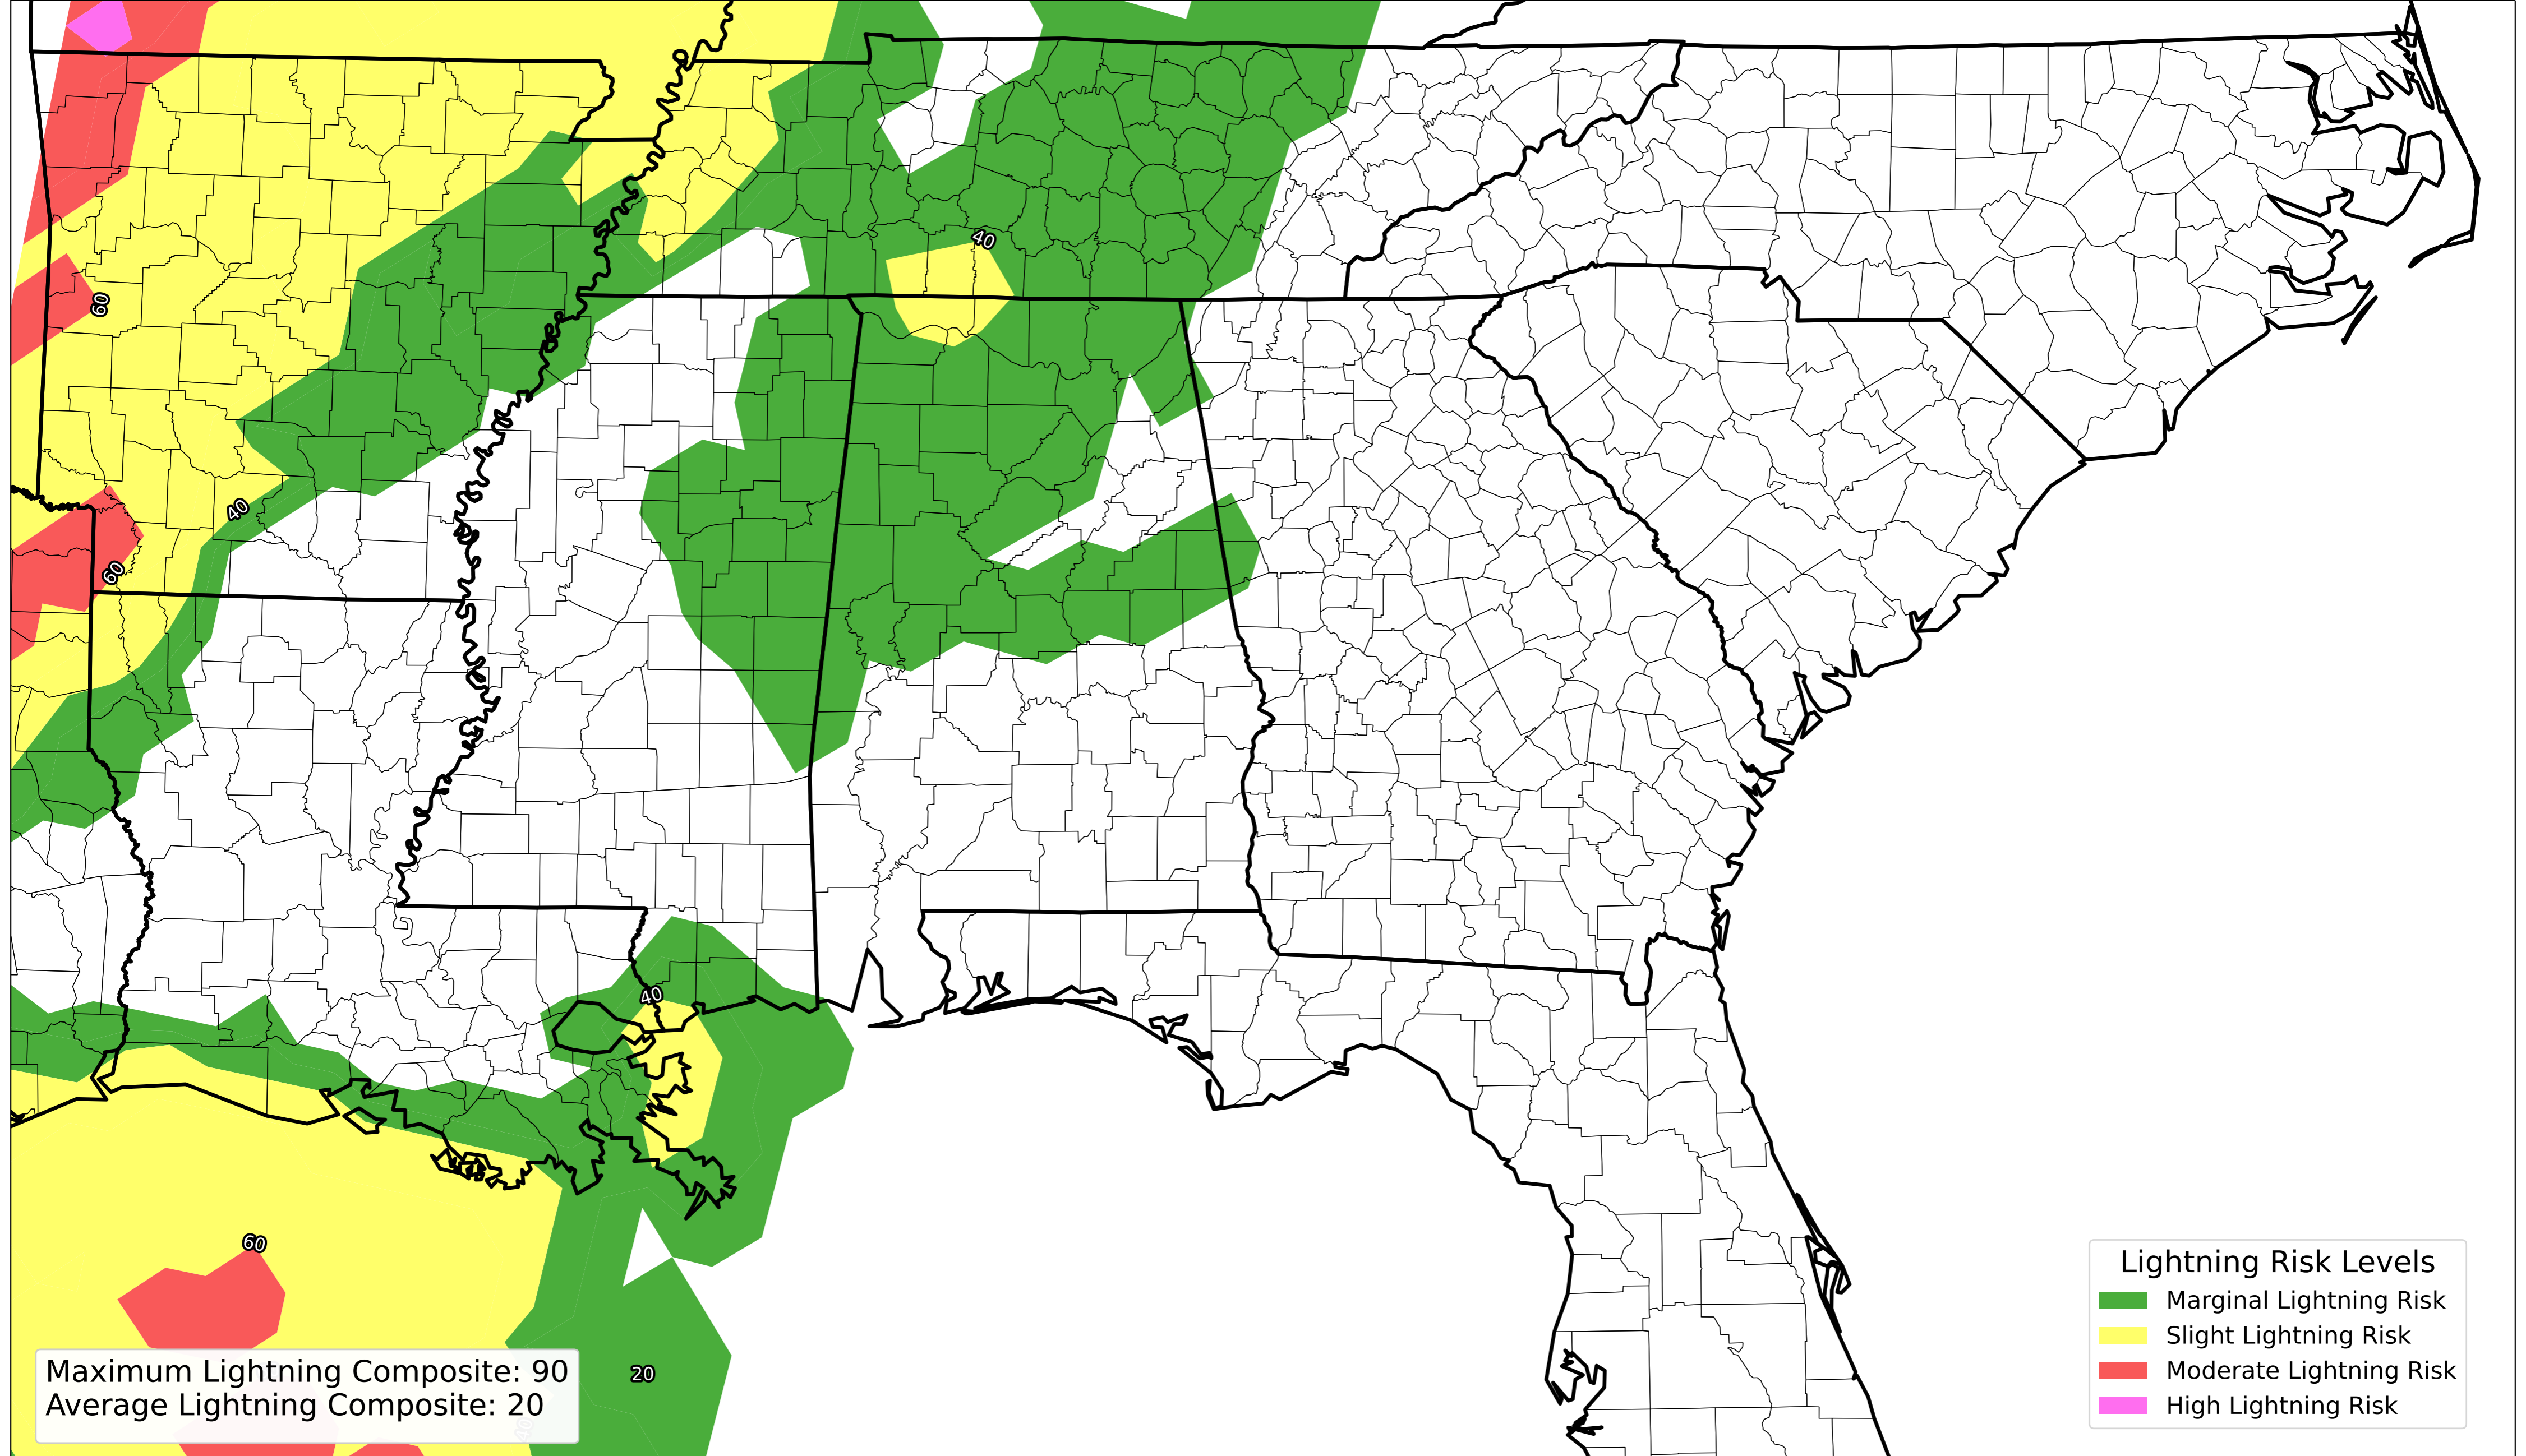 40
60
40
60
40
60
20
40
Maximum Lightning Composite: 90
Average Lightning Composite: 20
Lightning Risk Levels
Marginal Lightning Risk
Slight Lightning Risk
Moderate Lightning Risk
High Lightning Risk